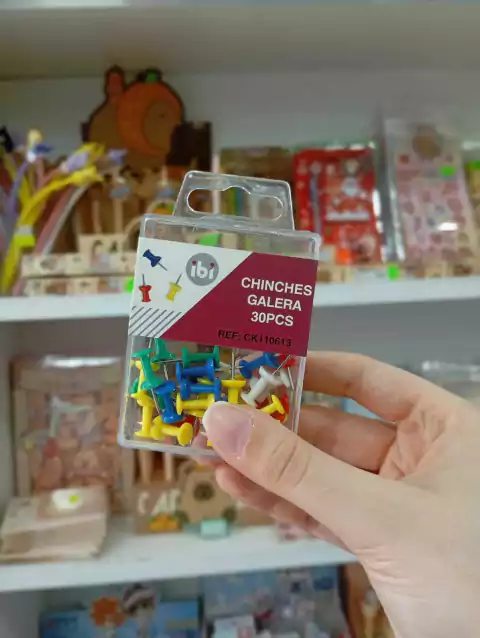 ibi
CHINCHES
GALERA
30PCS
REF: CK110613